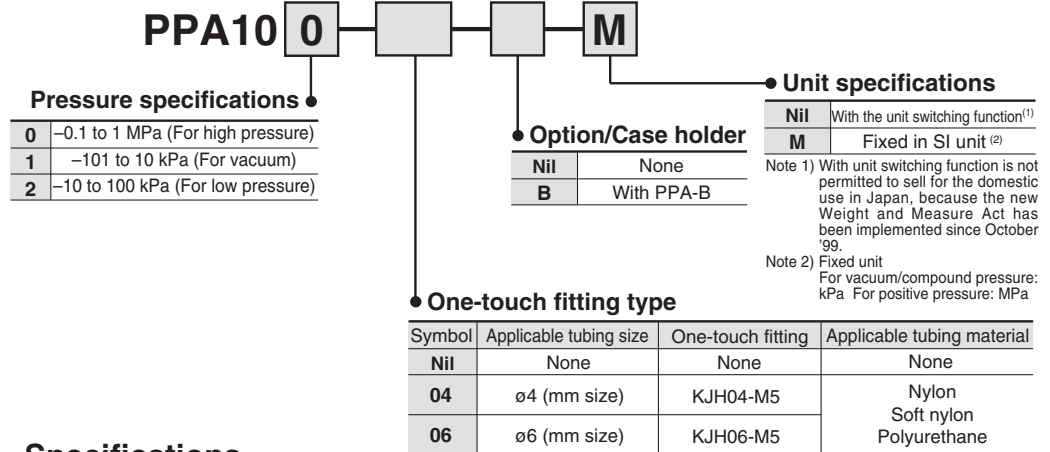 PPA10 0 M
Pressure specifications
0 –0.1 to 1 MPa (For high pressure)
1 –101 to 10 kPa (For vacuum)
2 –10 to 100 kPa (For low pressure)
Option/Case holder
Nil None
B With PPA-B
Unit specifications
Nil With the unit switching function(1)
M Fixed in SI unit (2)
Note 1) With unit switching function is not
permitted to sell for the domestic
use in Japan, because the new
Weight and Measure Act has
been implemented since October
'99.
Note 2) Fixed unit
For vacuum/compound pressure:
kPa For positive pressure: MPa
One-touch fitting type
Symbol Applicable tubing size One-touch fitting Applicable tubing material
Nil None None None
04 ø4 (mm size) KJH04-M5 Nylon
Soft nylon
06 ø6 (mm size) KJH06-M5 Polyurethane
Specifications